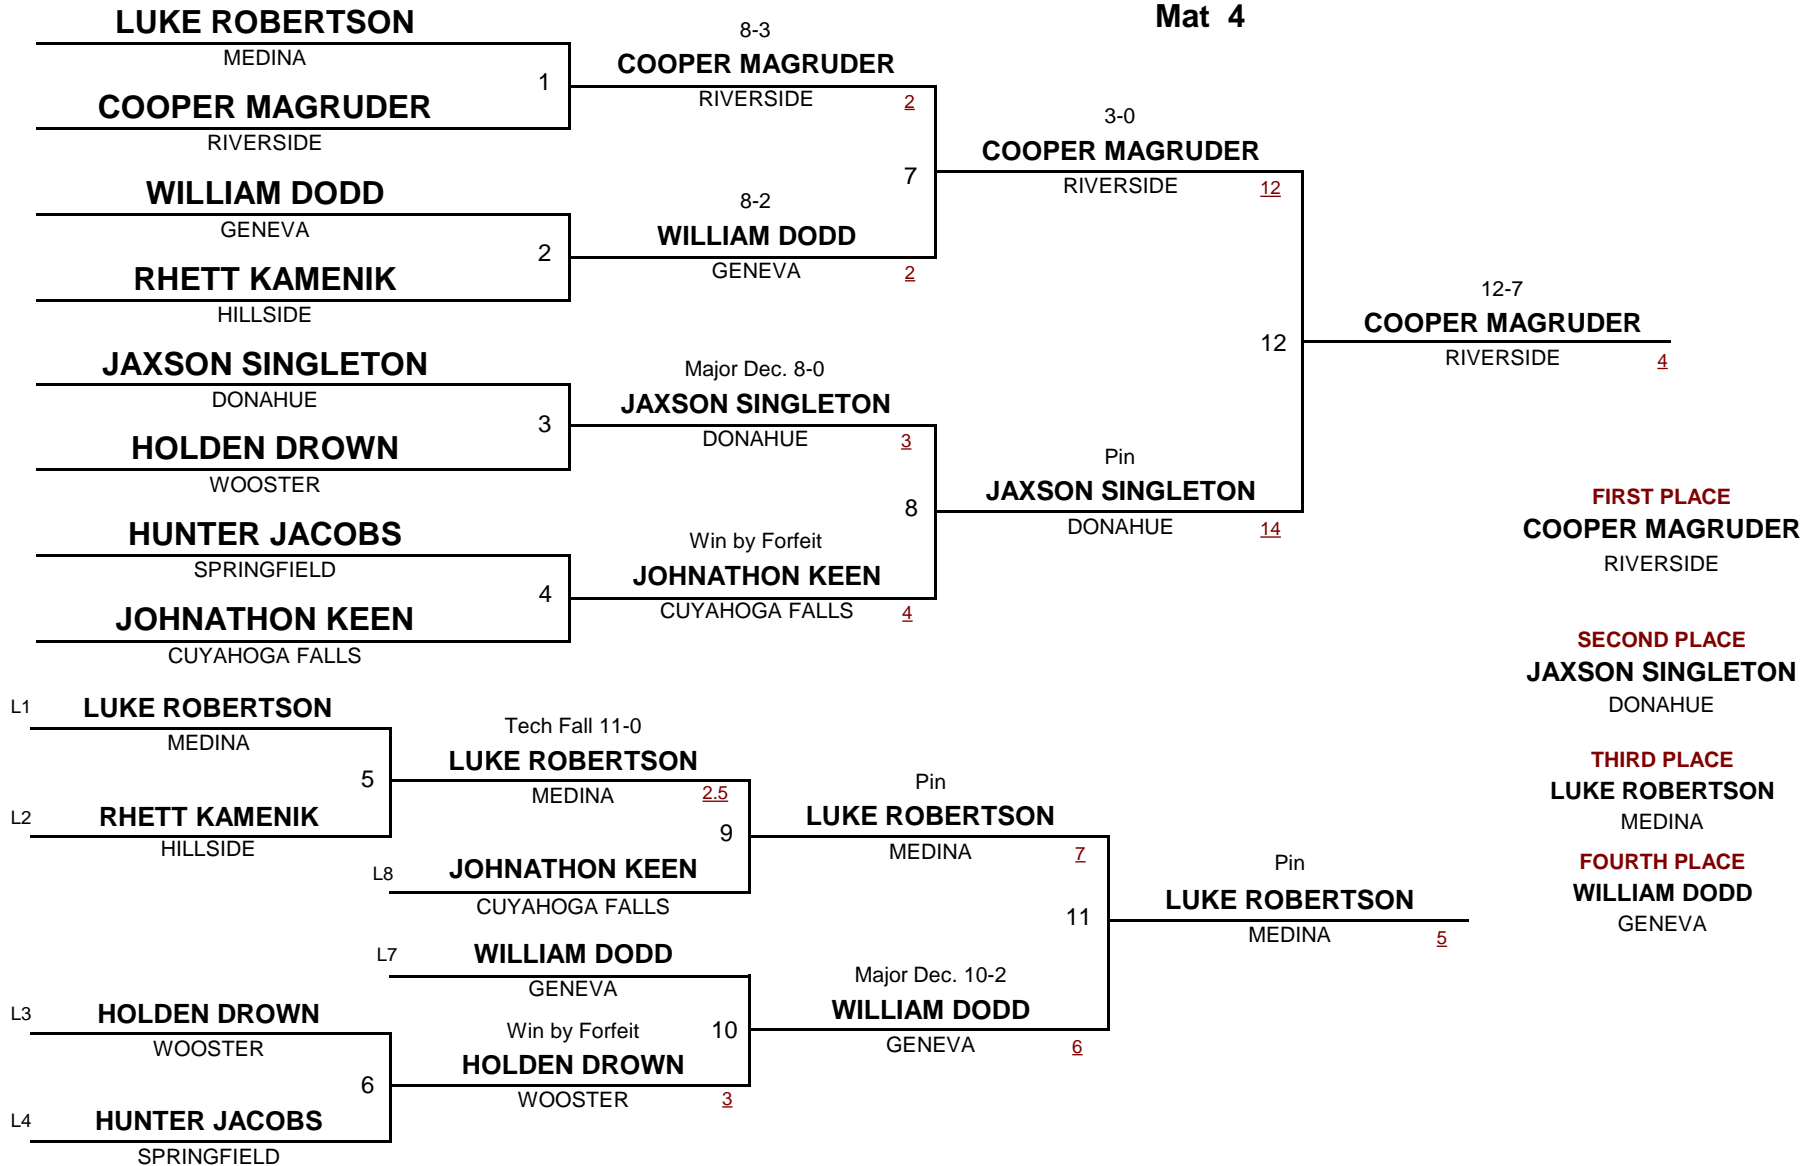 Mat 4
LUKE ROBERTSON
MEDINA
1
COOPER MAGRUDER
RIVERSIDE
WILLIAM DODD
GENEVA
2
RHETT KAMENIK
HILLSIDE
JAXSON SINGLETON
DONAHUE
3
HOLDEN DROWN
WOOSTER
HUNTER JACOBS
SPRINGFIELD
4
JOHNATHON KEEN
CUYAHOGA FALLS
8-3
COOPER MAGRUDER
RIVERSIDE 2
7
8-2
WILLIAM DODD
GENEVA 2
Major Dec. 8-0
JAXSON SINGLETON
DONAHUE 3
8
Win by Forfeit
JOHNATHON KEEN
CUYAHOGA FALLS 4
3-0
COOPER MAGRUDER
RIVERSIDE 12
12
Pin
JAXSON SINGLETON
DONAHUE 14
12-7
COOPER MAGRUDER
RIVERSIDE 4
L1 LUKE ROBERTSON
MEDINA
5
L2 RHETT KAMENIK
HILLSIDE
L3 HOLDEN DROWN
WOOSTER
6
L4 HUNTER JACOBS
SPRINGFIELD
Tech Fall 11-0
LUKE ROBERTSON
MEDINA 2.5
9
L8 JOHNATHON KEEN
CUYAHOGA FALLS
L7 WILLIAM DODD
GENEVA
Win by Forfeit 10
HOLDEN DROWN
WOOSTER 3
Pin
LUKE ROBERTSON
MEDINA 7
11
Major Dec. 10-2
WILLIAM DODD
GENEVA 6
Pin
LUKE ROBERTSON
MEDINA 5
FIRST PLACE
COOPER MAGRUDER
RIVERSIDE
SECOND PLACE
JAXSON SINGLETON
DONAHUE
THIRD PLACE
LUKE ROBERTSON
MEDINA
FOURTH PLACE
WILLIAM DODD
GENEVA